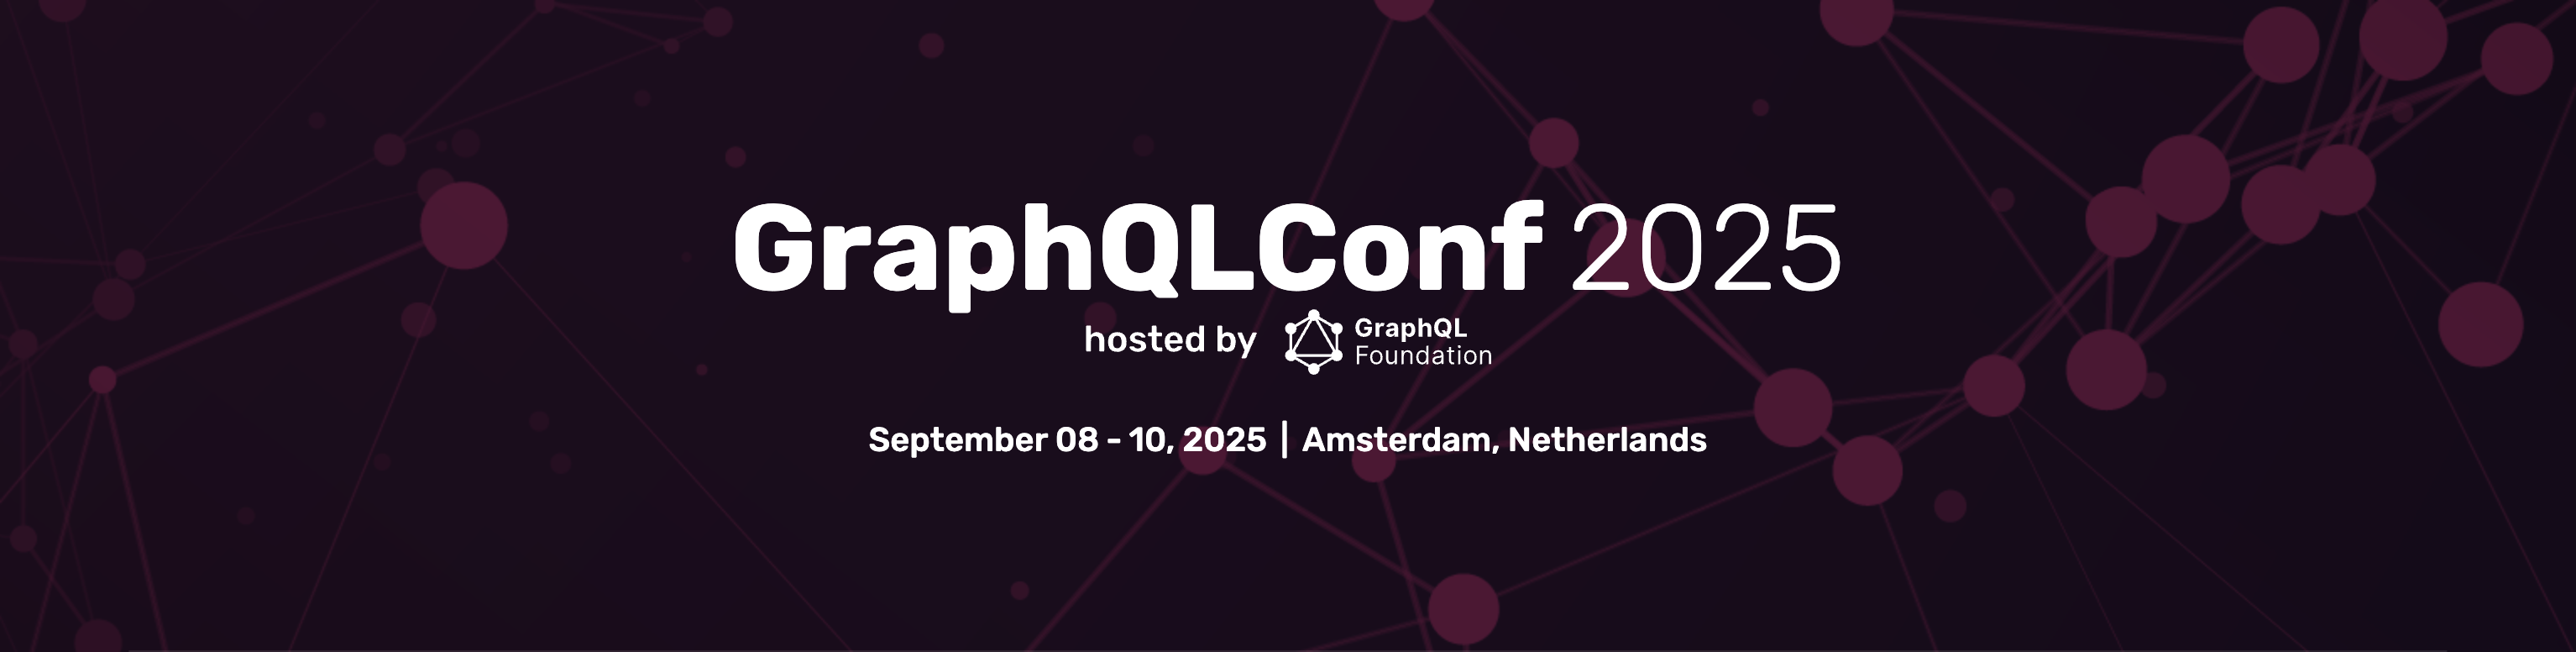 GraphQLConf 2025
hosted by GraphQL Foundation
September 08 - 10, 2025 | Amsterdam, Netherlands